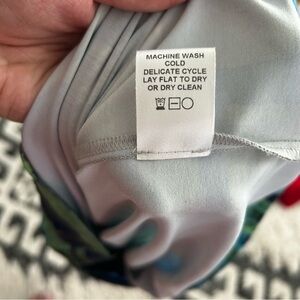 MACHINE WASH
COLD
DELICATE CYCLE
LAY FLAT TO DRY
OR DRY CLEAN